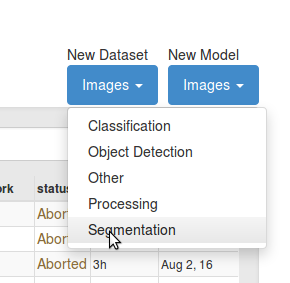 New Dataset New Model
Images Images
Classification
Object Detection
Other
Processing
Segmentation
ork status
Abor
Abor
Aborted 3h Aug 2, 16